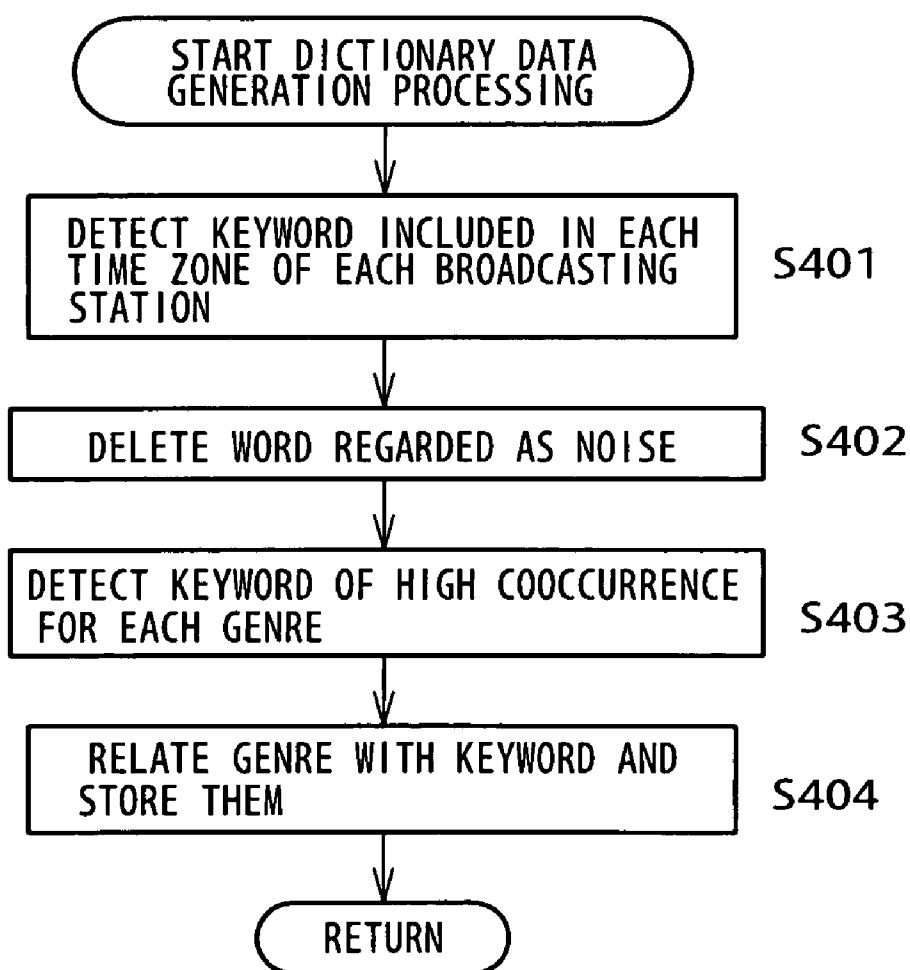 START DICTIONARY DATA
GENERATION PROCESSING
DETECT KEYWORD INCLUDED IN EACH
TIME ZONE OF EACH BROADCASTING
STATION
S401
DELETE WORD REGARDED AS NOISE
S402
DETECT KEYWORD OF HIGH COOCCURRENCE
FOR EACH GENRE
S403
RELATE GENRE WITH KEYWORD AND
STORE THEM
S404
RETURN